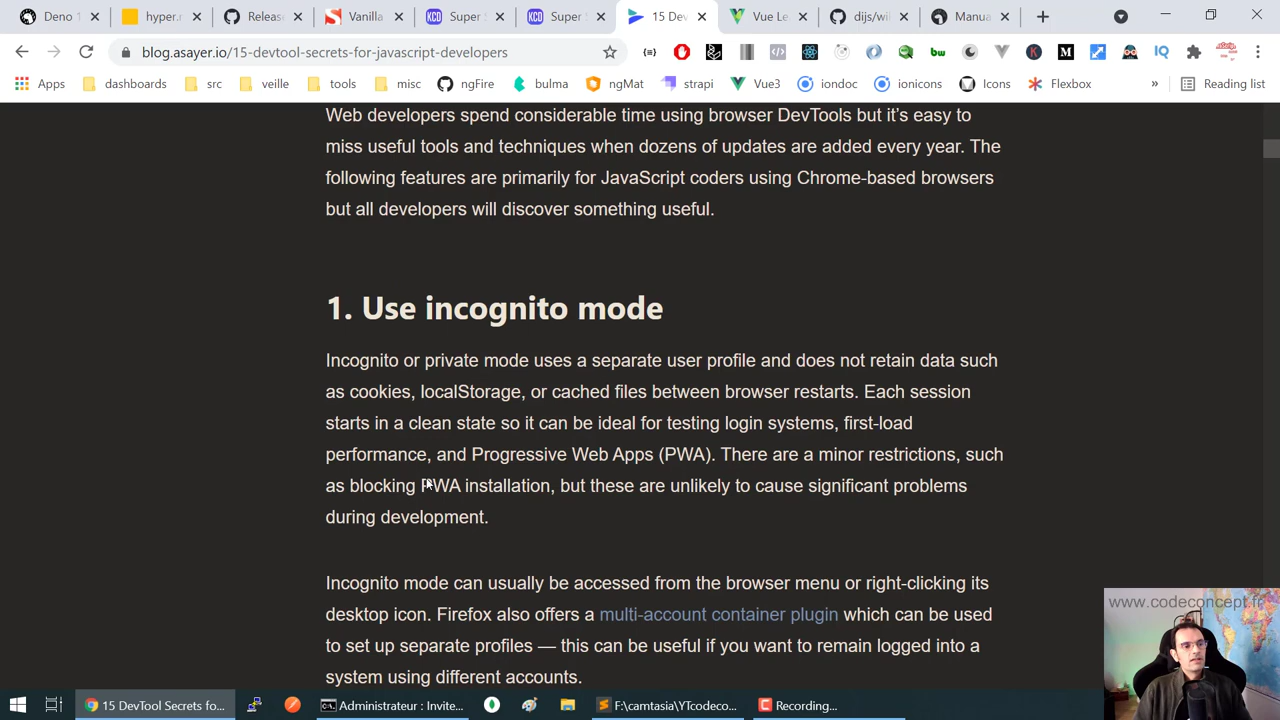 Deno 1
hyper.r
Release
Vanilla
Super S
Super S
15 Dev
Vue Le
dijs/wi
Manua
blog.asayer.io/15-devtool-secrets-for-javascript-developers
Apps
dashboards
src
veille
tools
misc
ngFire
bulma
ngMat
strapi
Vue3
iondoc
ionicons
Icons
Flexbox
»
Reading list
Web developers spend considerable time using browser DevTools but it's easy to
miss useful tools and techniques when dozens of updates are added every year. The
following features are primarily for JavaScript coders using Chrome-based browsers
but all developers will discover something useful.
1. Use incognito mode
Incognito or private mode uses a separate user profile and does not retain data such
as cookies, localStorage, or cached files between browser restarts. Each session
starts in a clean state so it can be ideal for testing login systems, first-load
performance, and Progressive Web Apps (PWA). There are a minor restrictions, such
as blocking PWA installation, but these are unlikely to cause significant problems
during development.
Incognito mode can usually be accessed from the browser menu or right-clicking its
desktop icon. Firefox also offers a multi-account container plugin which can be used
to set up separate profiles — this can be useful if you want to remain logged into a
system using different accounts.
www.codeconcept.fr
15 DevTool Secrets fo...
Administrateur : Invite...
F:\camtasia\YTcodeco...
Recording...